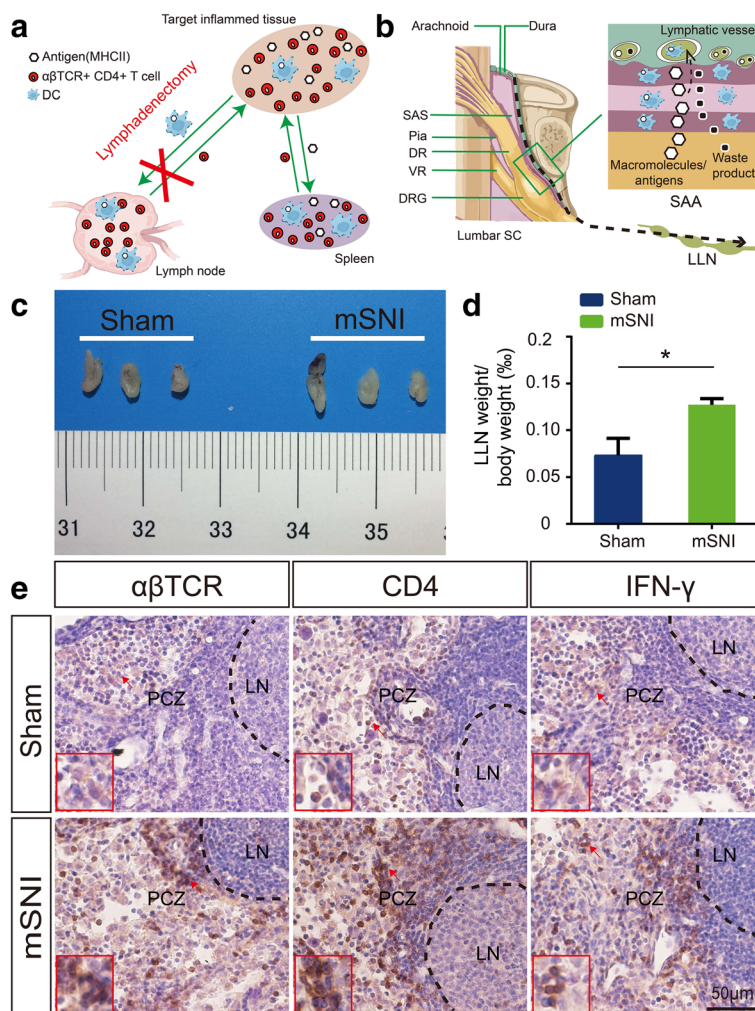 a
Target inflammed tissue
Antigen(MHCII)
αβTCR+ CD4+ T cell
DC
Lymphadenectomy
Lymph node
Spleen
b
Arachnoid
Dura
SAS
Pia
DR
VR
DRG
Lumbar SC
Lymphatic vesse
Macromolecules/
antigens
Waste
product
SAA
LLN
c
Sham
mSNI
31
32
33
34
35
d
Sham
mSNI
LLN weight/
body weight (‰)
0.2
0.15
0.10
0.05
0
*
Sham
mSNI
e
αβTCR
CD4
IFN-γ
Sham
PCZ
LN
PCZ
LN
PCZ
LN
mSNI
PCZ
LN
PCZ
LN
PCZ
LN
50μm